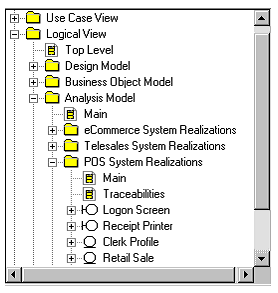 Use Case View
Logical View
Top Level
Design Model
Business Object Model
Analysis Model
Main
eCommerce System Realizations
Telesales System Realizations
POS System Realizations
Main
Traceabilities
Logon Screen
Receipt Printer
Clerk Profile
Retail Sale